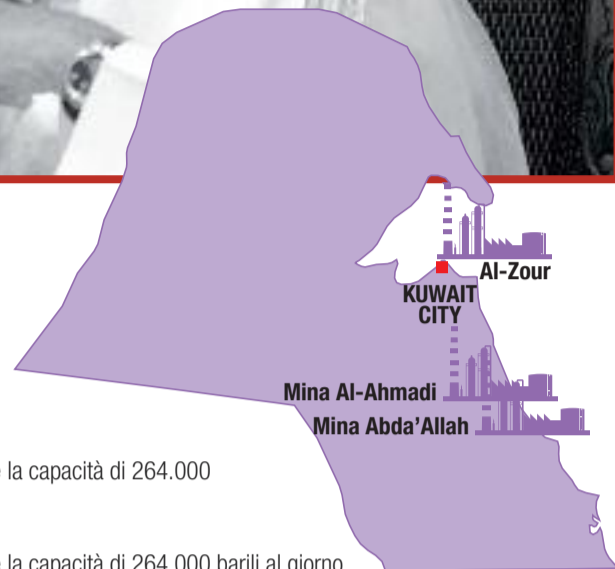 Al-Zour
KUWAIT
CITY
Mina Al-Ahmadi
Mina Abda’Allah
la capacità di 264.000
la capacità di 264.000 barili al giorno